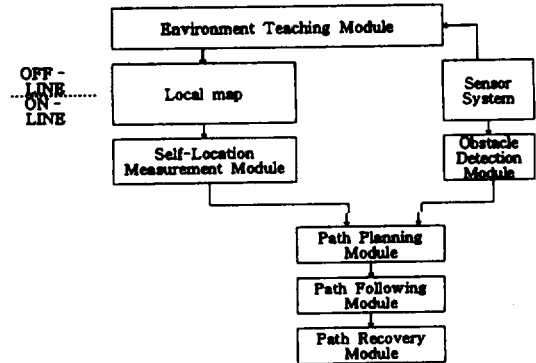 Environment Teaching Module
OFF -
LINE
ON -
LINE
Local map
Sensor
System
Self-Location
Measurement Module
Obstacle
Detection
Module
Path Planning
Module
Path Following
Module
Path Recovery
Module